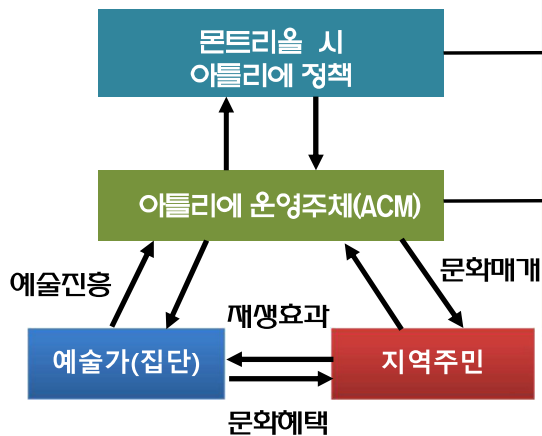 몬트리올 시
아틀리에 정책
아틀리에 운영주체(ACM)
문화매개
예술진흥
재생효과
예술가(집단)
지역주민
문화혜택